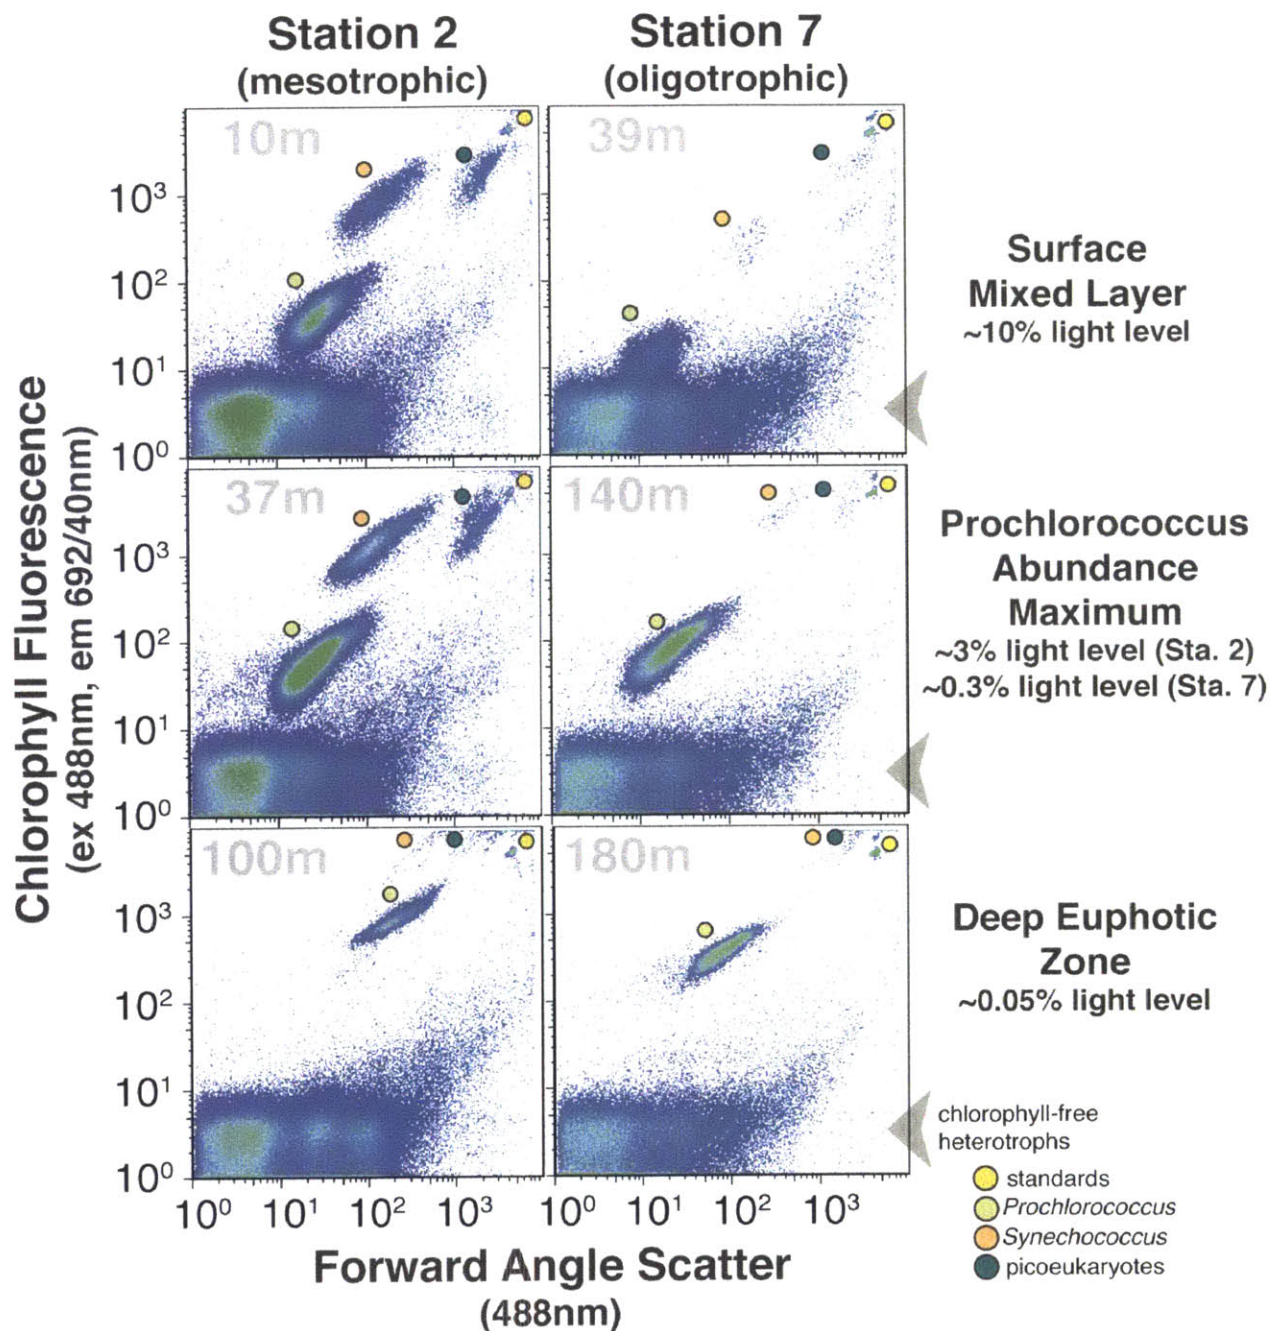 Station 2
(mesotrophic)
Station 7
(oligotrophic)
10m
39m
10³
10²
10¹
10⁰
Surface
Mixed Layer
~10% light level
37m
140m
10³
10²
10¹
10⁰
Prochlorococcus
Abundance
Maximum
~3% light level (Sta. 2)
~0.3% light level (Sta. 7)
100m
180m
10³
10²
10¹
10⁰
Deep Euphotic
Zone
~0.05% light level
Chlorophyll Fluorescence
(ex 488nm, em 692/40nm)
10⁰ 10¹ 10² 10³
10⁰ 10¹ 10² 10³
Forward Angle Scatter
(488nm)
chlorophyll-free
heterotrophs
standards
Prochlorococcus
Synechococcus
picoeukaryotes